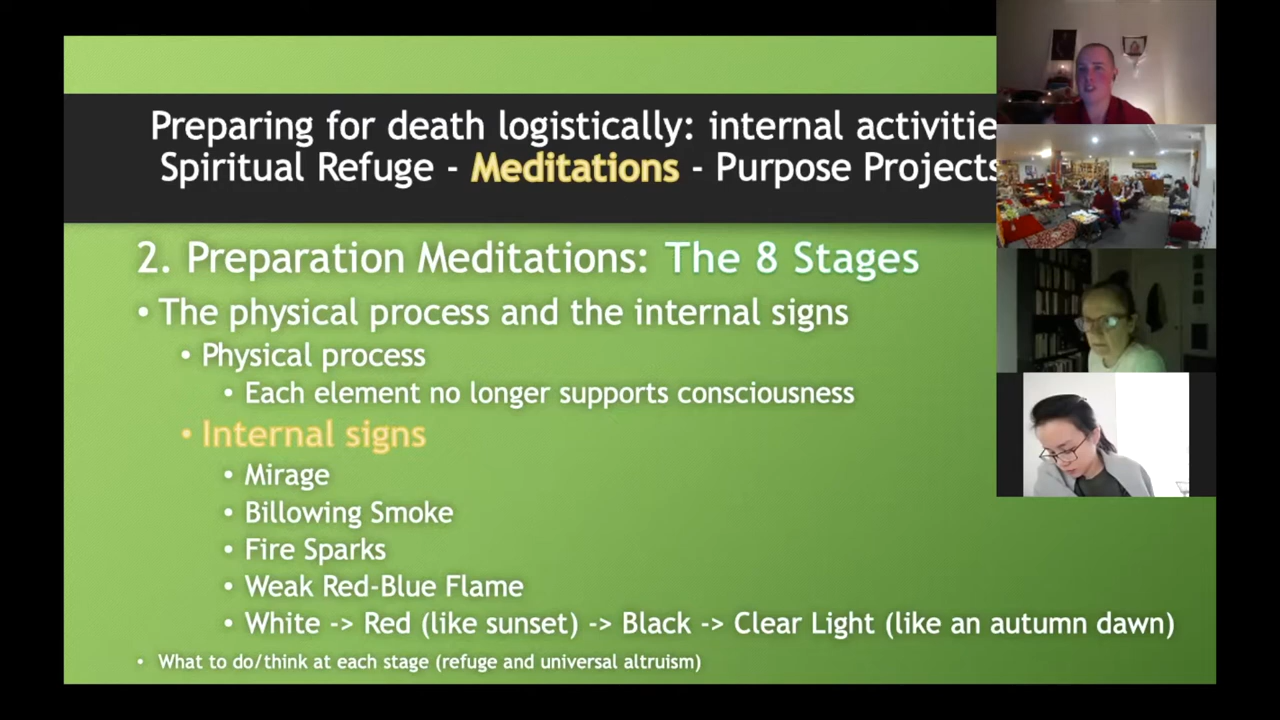 Preparing for death logistically: internal activitie
Spiritual Refuge - Meditations - Purpose Projects
2. Preparation Meditations: The 8 Stages
• The physical process and the internal signs
• Physical process
• Each element no longer supports consciousness
• Internal signs
• Mirage
• Billowing Smoke
• Fire Sparks
• Weak Red-Blue Flame
• White -> Red (like sunset) -> Black -> Clear Light (like an autumn dawn)
• What to do/think at each stage (refuge and universal altruism)